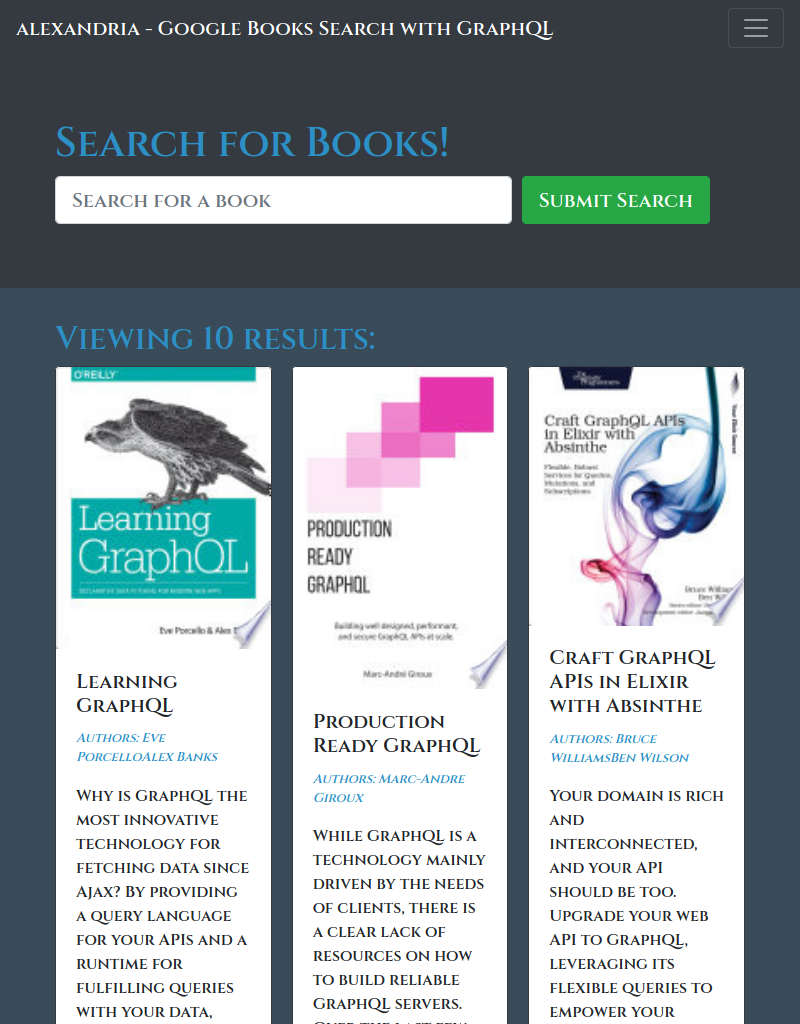 alexandria - Google Books Search with GraphQL
Search for Books!
Search for a book
Submit Search
Viewing 10 results:
O'REILLY
Learning
GraphQL
DECLARATIVE DATA FETCHING FOR MODERN WEB APPS
Eve Porcello & Alex
Learning
GraphQL
Authors: Eve
PorcelloAlex Banks
Why is GraphQL the
most innovative
technology for
fetching data since
Ajax? By providing
a query language
for your APIs and a
runtime for
fulfilling queries
with your data,
PRODUCTION
READY
GRAPHQL
Building well designed, performant,
and secure GraphQL APIs at scale.
Marc-André Giroux
Production
Ready GraphQL
Authors: Marc-Andre
Giroux
While GraphQL is a
technology mainly
driven by the needs
of clients, there is
a clear lack of
resources on how
to build reliable
GraphQL servers.
Over the last few
The
Pragmatic
Programmers
Your Elixir Source
Craft GraphQL APIs
in Elixir with
Absinthe
Flexible, Robust
Services for Queries,
Mutations, and
Subscriptions
Bruce
Ben
Craft GraphQL
APIs in Elixir
with Absinthe
Authors: Bruce
WilliamsBen Wilson
Your domain is rich
and
interconnected,
and your API
should be too.
Upgrade your web
API to GraphQL,
leveraging its
flexible queries to
empower your